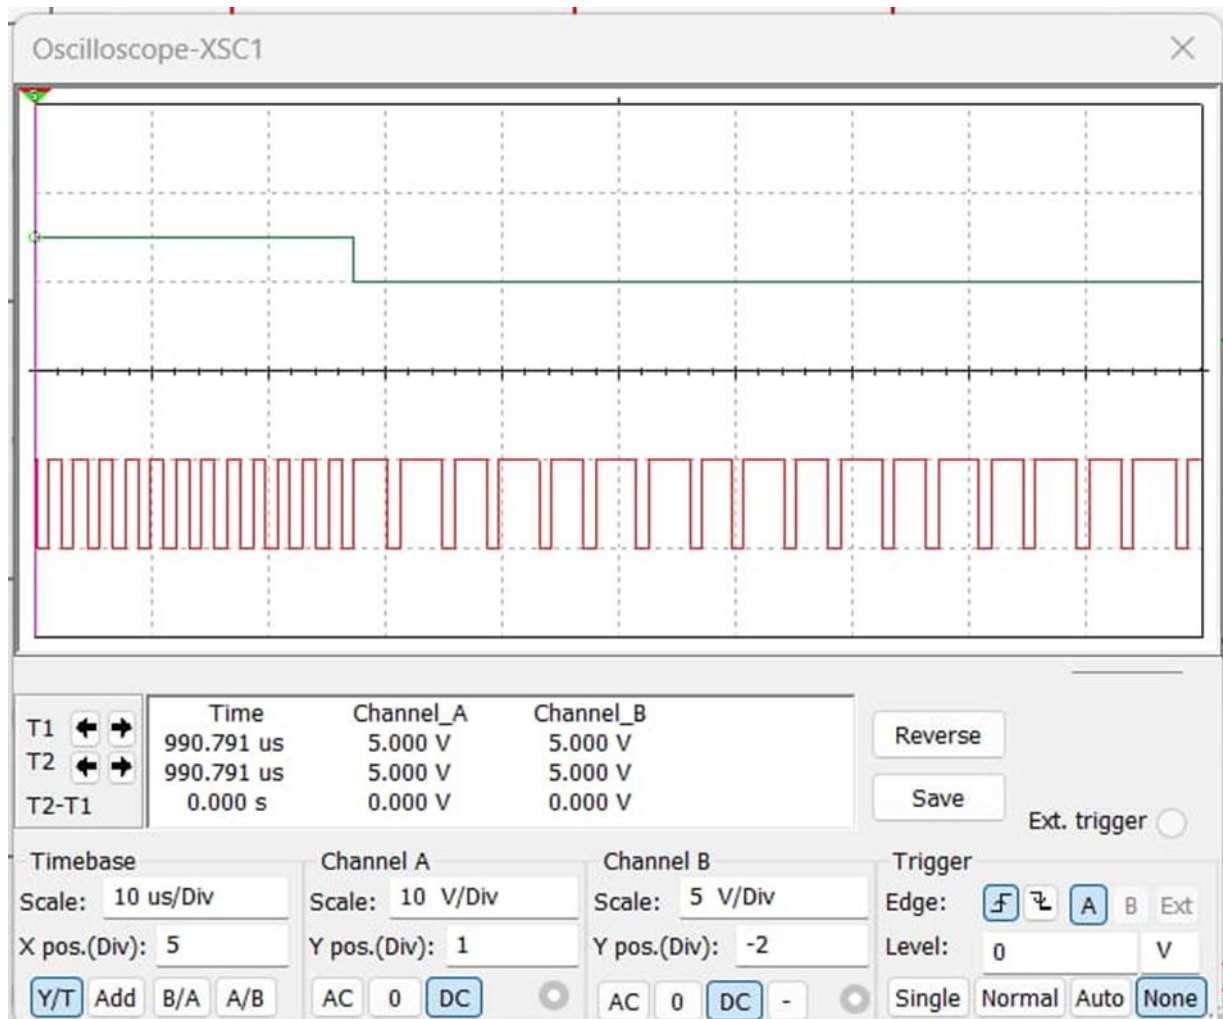 Oscilloscope-XSC1
Time Channel_A Channel_B
T1 990.791 us 5.000 V 5.000 V
T2 990.791 us 5.000 V 5.000 V
T2-T1 0.000 s 0.000 V 0.000 V
Reverse
Save
Ext. trigger
Timebase
Scale: 10 us/Div
X pos.(Div): 5
Y/T Add B/A A/B
Channel A
Scale: 10 V/Div
Y pos.(Div): 1
AC 0 DC
Channel B
Scale: 5 V/Div
Y pos.(Div): -2
AC 0 DC -
Trigger
Edge: A B Ext
Level: 0 V
Single Normal Auto None